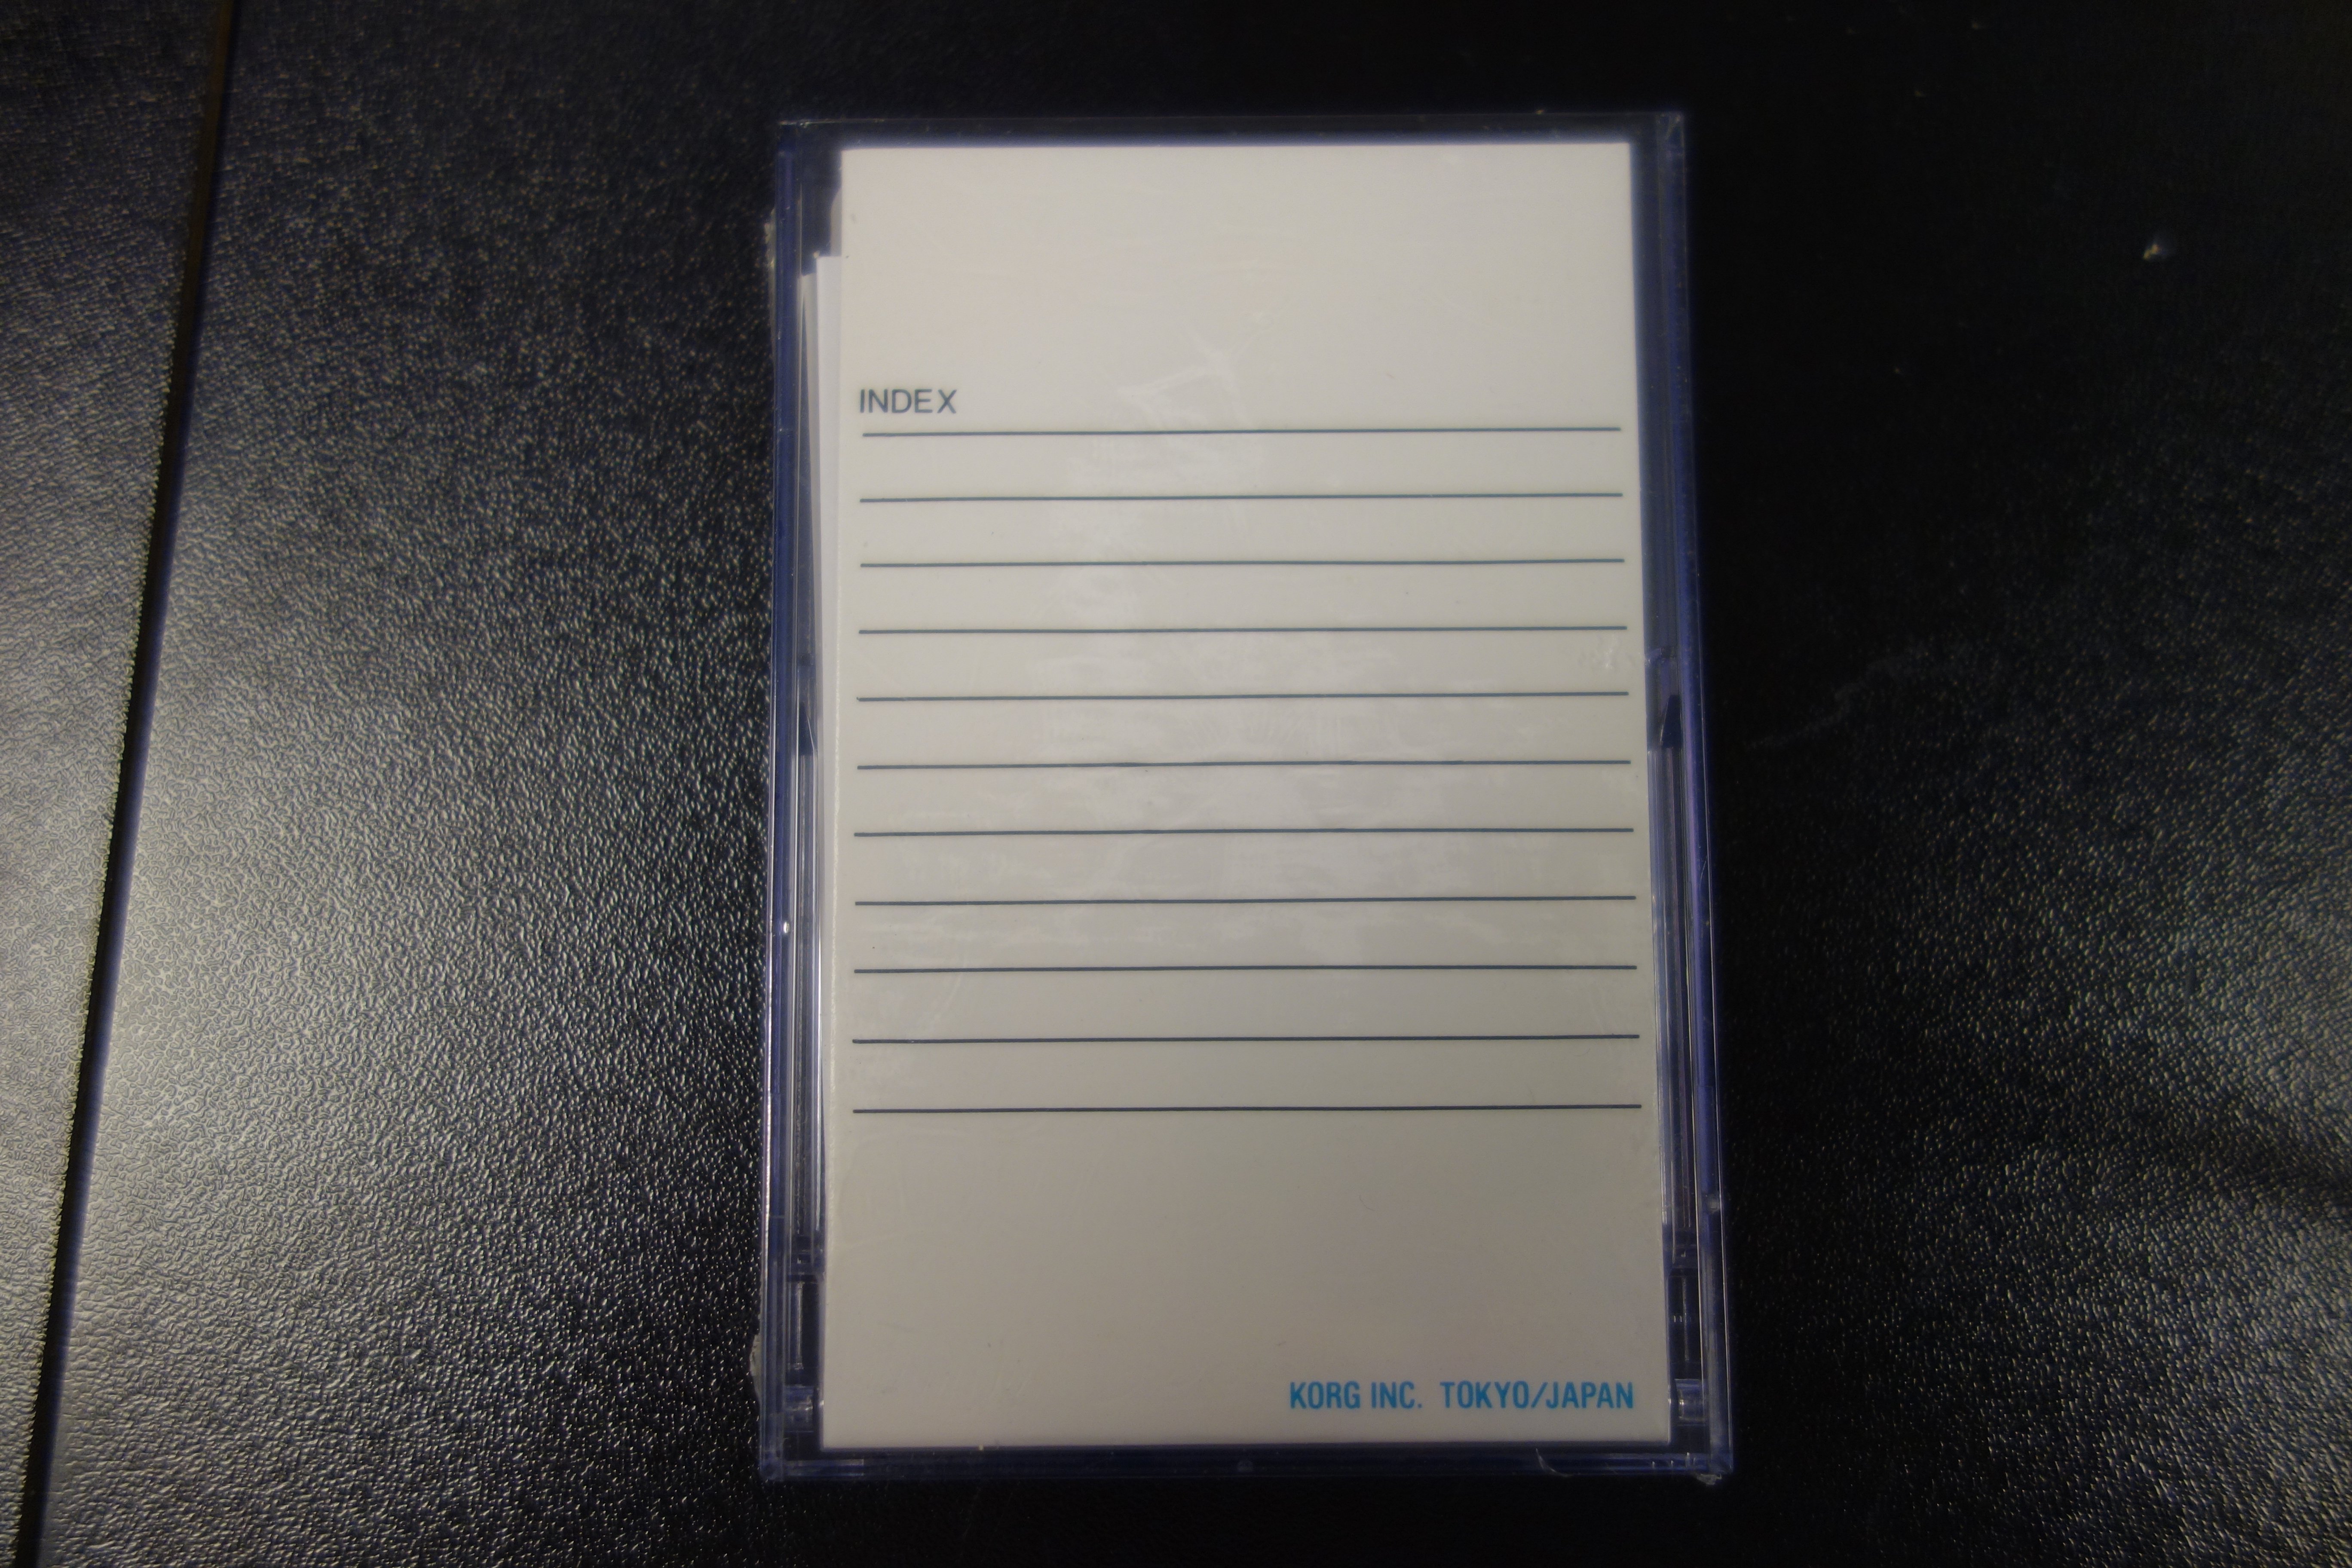 INDEX
KORG INC. TOKYO/JAPAN